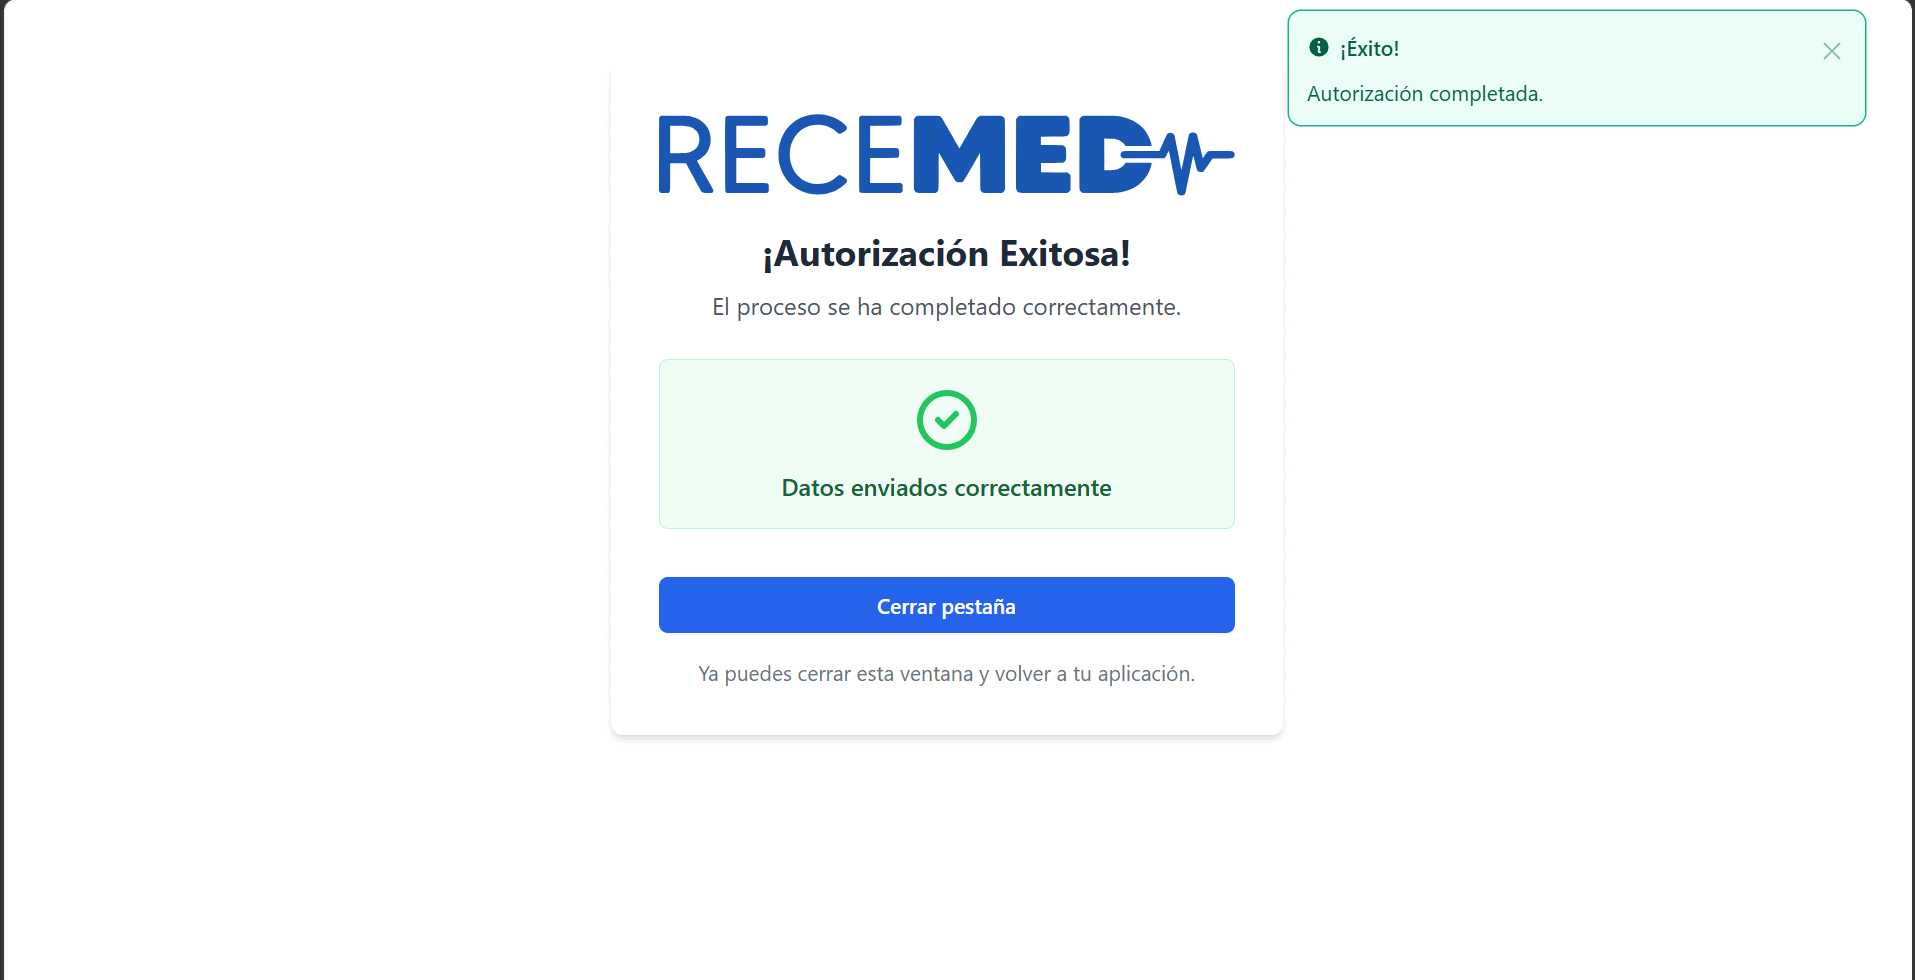 ¡Éxito!
Autorización completada.
RECEMED
¡Autorización Exitosa!
El proceso se ha completado correctamente.
Datos enviados correctamente
Cerrar pestaña
Ya puedes cerrar esta ventana y volver a tu aplicación.